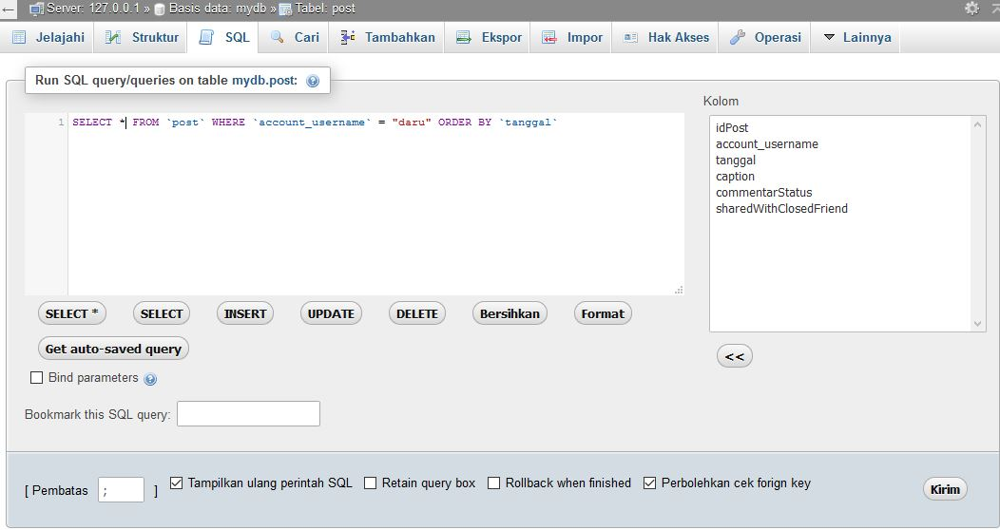 Server: 127.0.0.1 » Basis data: mydb » Tabel: post
Jelajahi Struktur SQL Cari Tambahkan Ekspor Impor Hak Akses Operasi Lainnya
Run SQL query/queries on table mydb.post:
Kolom
1 SELECT * FROM `post` WHERE `account_username` = "daru" ORDER BY `tanggal`
idPost
account_username
tanggal
caption
commentarStatus
sharedWithClosedFriend
SELECT * SELECT INSERT UPDATE DELETE Bersihkan Format
Get auto-saved query
<<
Bind parameters
Bookmark this SQL query:
[ Pembatas ; ] Tampilkan ulang perintah SQL Retain query box Rollback when finished Perbolehkan cek forign key
Kirim